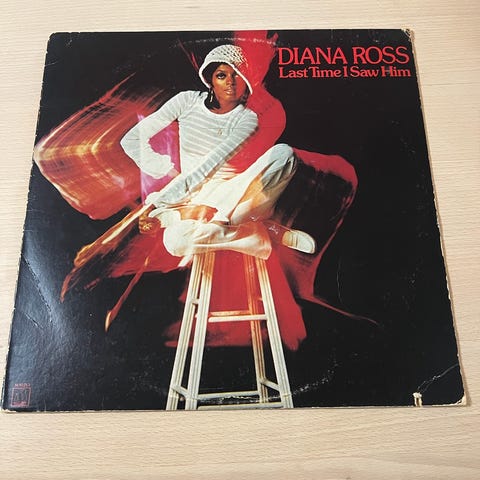 DIANA ROSS
Last Time I Saw Him